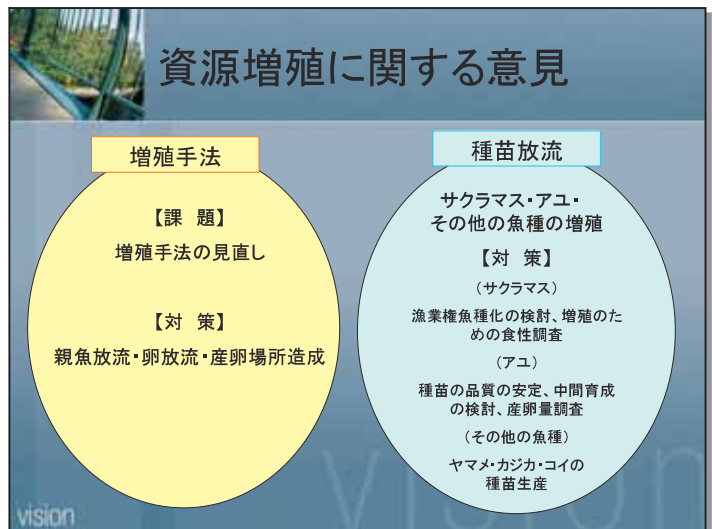 資源増殖に関する意見
増殖手法
【課 題】
増殖手法の見直し
【対 策】
親魚放流・卵放流・産卵場所造成
種苗放流
サクラマス・アユ・
その他の魚種の増殖
【対 策】
(サクラマス)
漁業権魚種化の検討、増殖のた
めの食性調査
(アユ)
種苗の品質の安定、中間育成
の検討、産卵量調査
(その他の魚種)
ヤマメ・カジカ・コイの
種苗生産
vision
vision